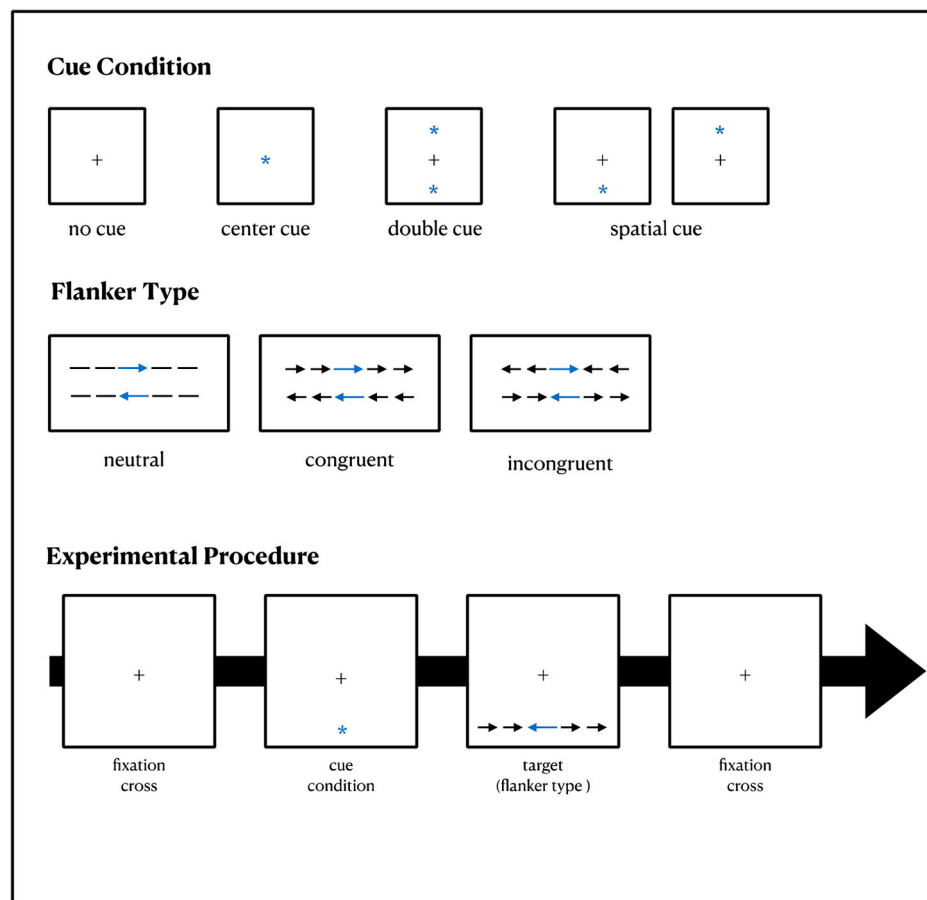 Cue Condition
no cue
center cue
double cue
spatial cue
Flanker Type
neutral
congruent
incongruent
Experimental Procedure
fixation
cross
cue
condition
target
(flanker type )
fixation
cross